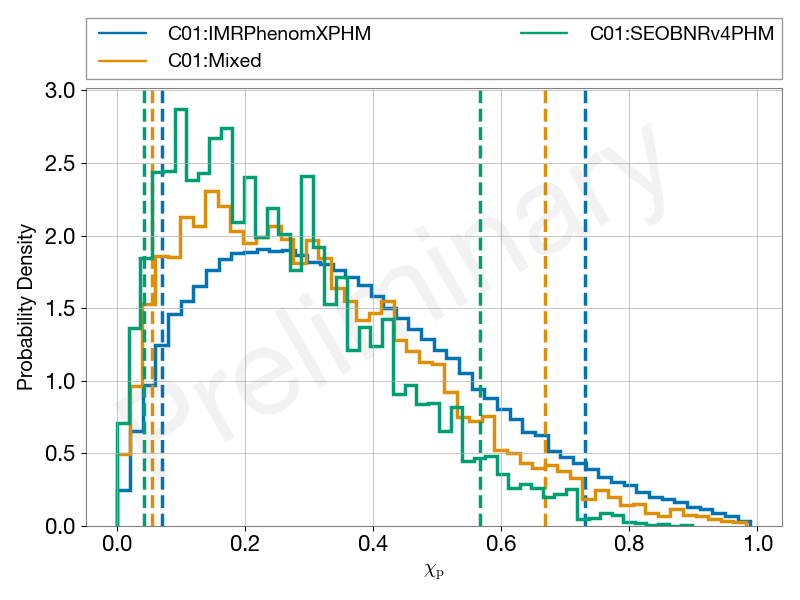 C01:IMRPhenomXPHM
C01:SEOBNRv4PHM
C01:Mixed
Preliminary
Probability Density
3.0
2.5
2.0
1.5
1.0
0.5
0.0
0.0 0.2 0.4 0.6 0.8 1.0
χp